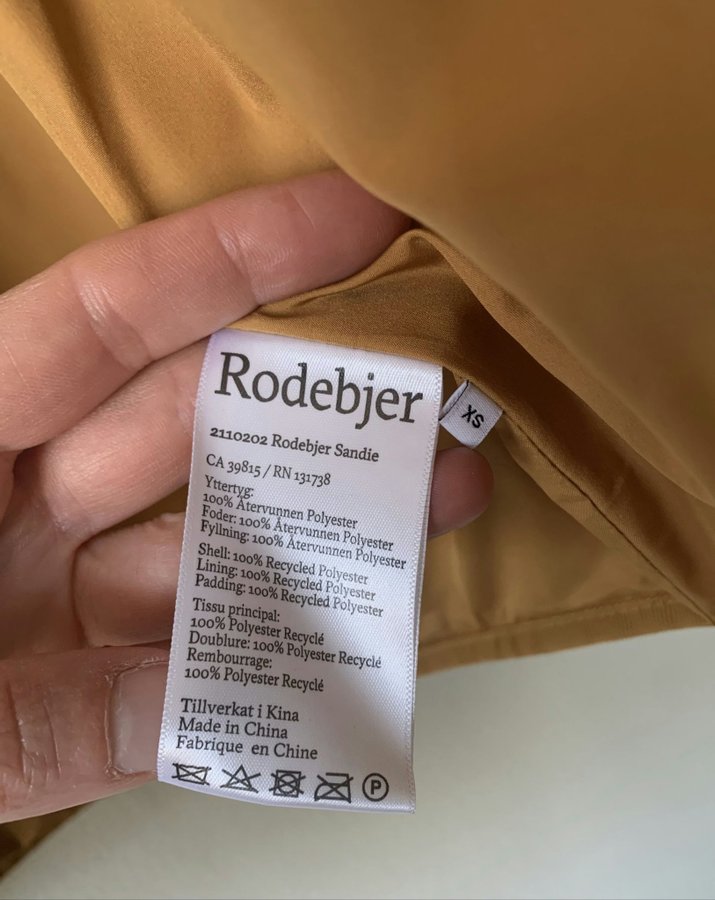 Rodebjer
XS
2110202 Rodebjer Sandie
CA 39815 / RN 131738
Yttertyg:
100% Återvunnen Polyester
Foder: 100% Återvunnen Polyester
Fyllning: 100% Återvunnen Polyester
Shell: 100% Recycled Polyester
Lining: 100% Recycled Polyester
Padding: 100% Recycled Polyester
Tissu principal:
100% Polyester Recyclé
Doublure: 100% Polyester Recyclé
Rembourrage:
100% Polyester Recyclé
Tillverkat i Kina
Made in China
Fabrique en Chine
P